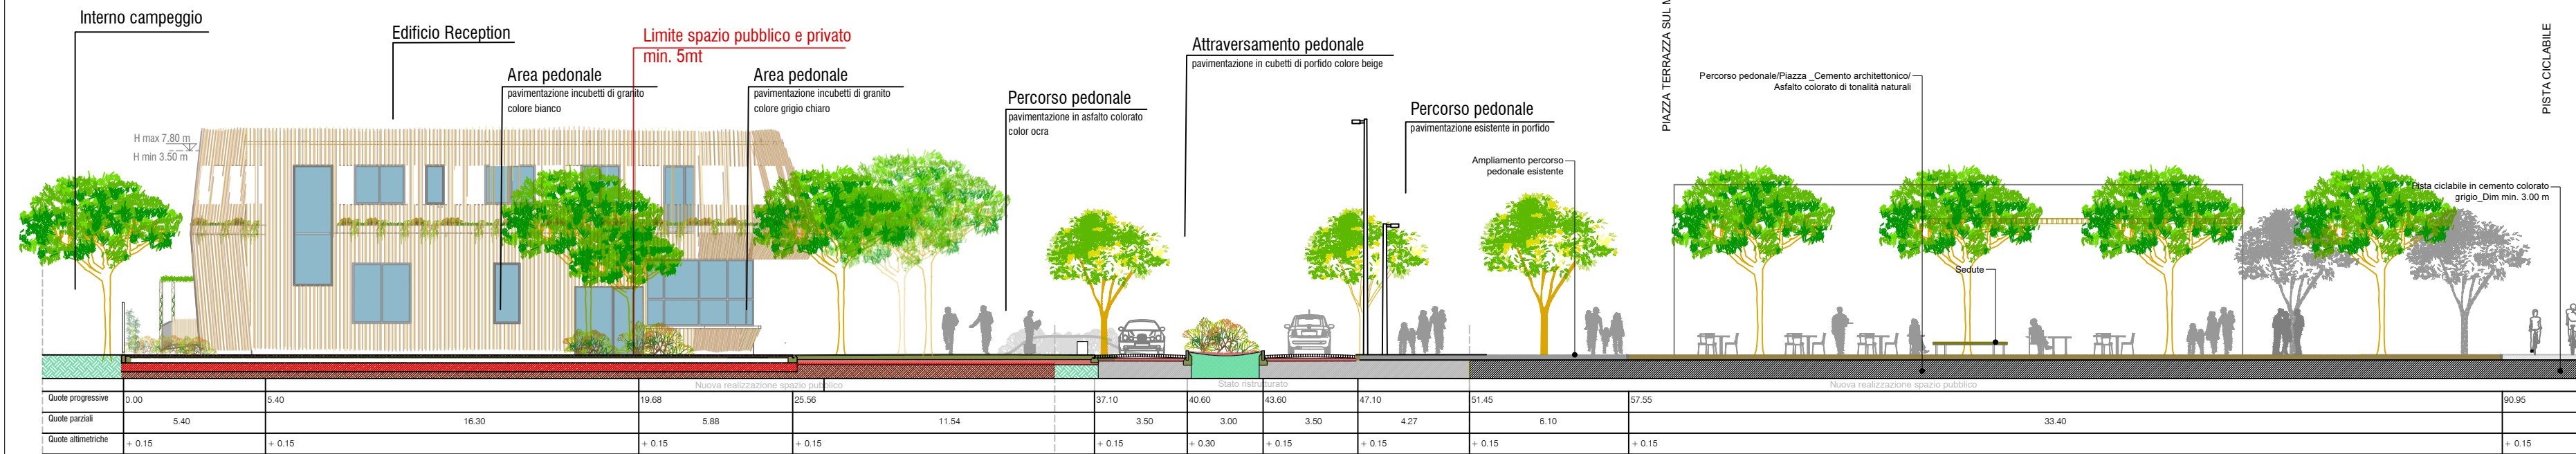 Interno campeggio
Edificio Reception
Limite spazio pubblico e privato
min. 5mt
Area pedonale
pavimentazione incubetti di granito
colore bianco
Area pedonale
pavimentazione incubetti di granito
colore grigio chiaro
Percorso pedonale
pavimentazione in asfalto colorato
color ocra
Attraversamento pedonale
pavimentazione in cubetti di porfido colore beige
Percorso pedonale
pavimentazione esistente in porfido
Ampliamento percorso
pedonale esistente
PIAZZA TERRAZZA SUL
Percorso pedonale/Piazza _Cemento architettonico/
Asfalto colorato di tonalità naturali
PISTA CICLABILE
Pista ciclabile in cemento colorato
grigio_Dim min. 3.00 m
Sedute
H max 7.80 m
H min 3.50 m
Nuova realizzazione spazio pubblico
Stato ristrutturato
Nuova realizzazione spazio pubblico
Quote progressive 0.00 5.40 19.68 25.56 37.10 40.60 43.60 47.10 51.45 57.55 90.95
Quote parziali 5.40 16.30 5.88 11.54 3.50 3.00 3.50 4.27 6.10 33.40
Quote altimetriche + 0.15 + 0.15 + 0.15 + 0.15 + 0.15 + 0.30 + 0.15 + 0.15 + 0.15 + 0.15 + 0.15